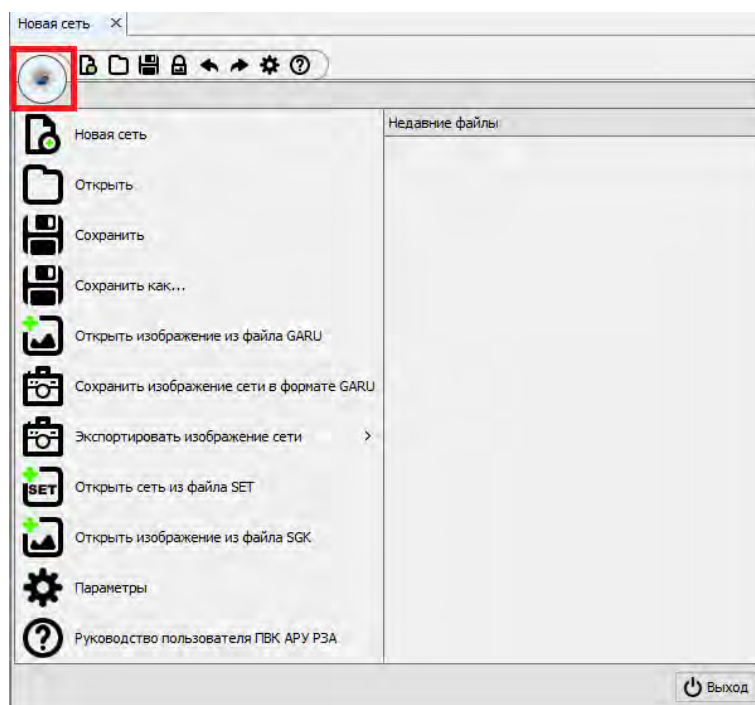 Новая сеть
Новая сеть
Недавние файлы
Открыть
Сохранить
Сохранить как...
Открыть изображение из файла GARU
Сохранить изображение сети в формате GARU
Экспортировать изображение сети
SET
Открыть сеть из файла SET
Открыть изображение из файла SGK
Параметры
Руководство пользователя ПВК АРУ РЗА
Выход